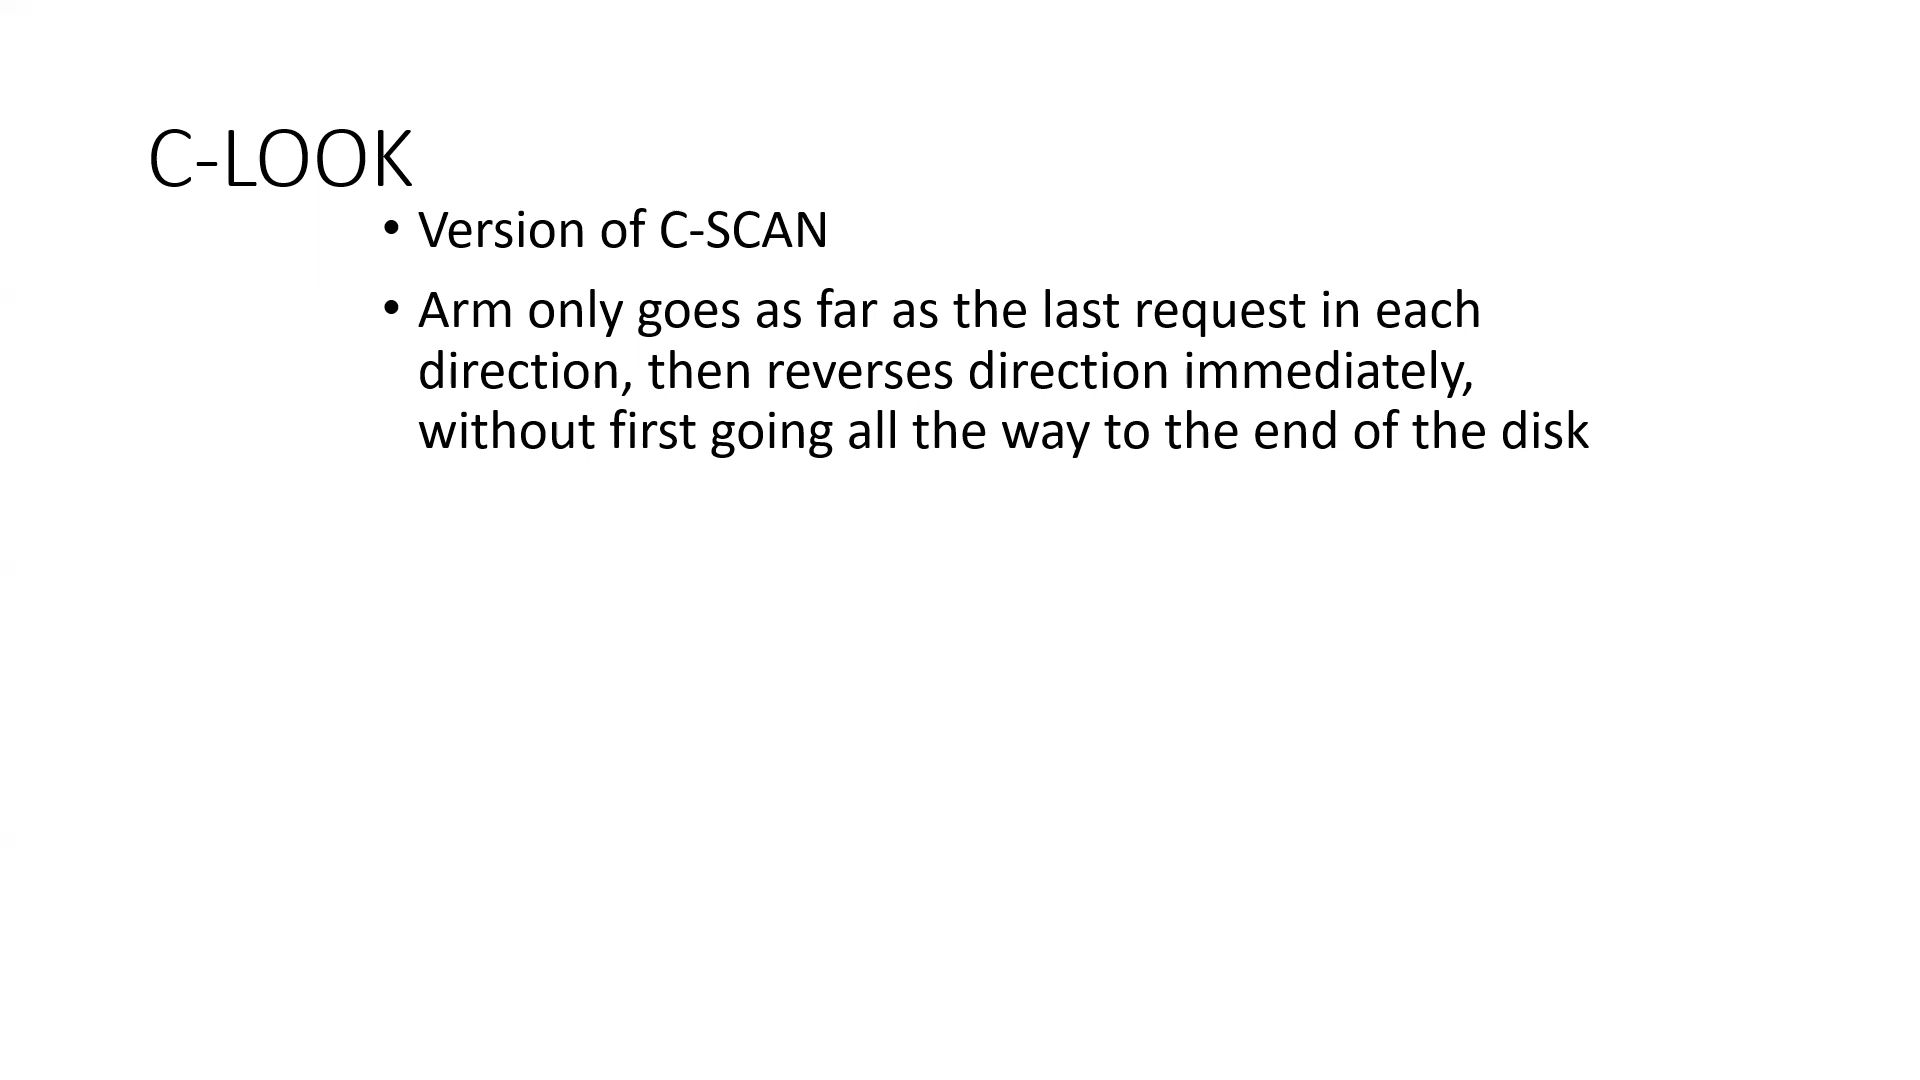 C-LOOK
• Version of C-SCAN
• Arm only goes as far as the last request in each
direction, then reverses direction immediately,
without first going all the way to the end of the disk